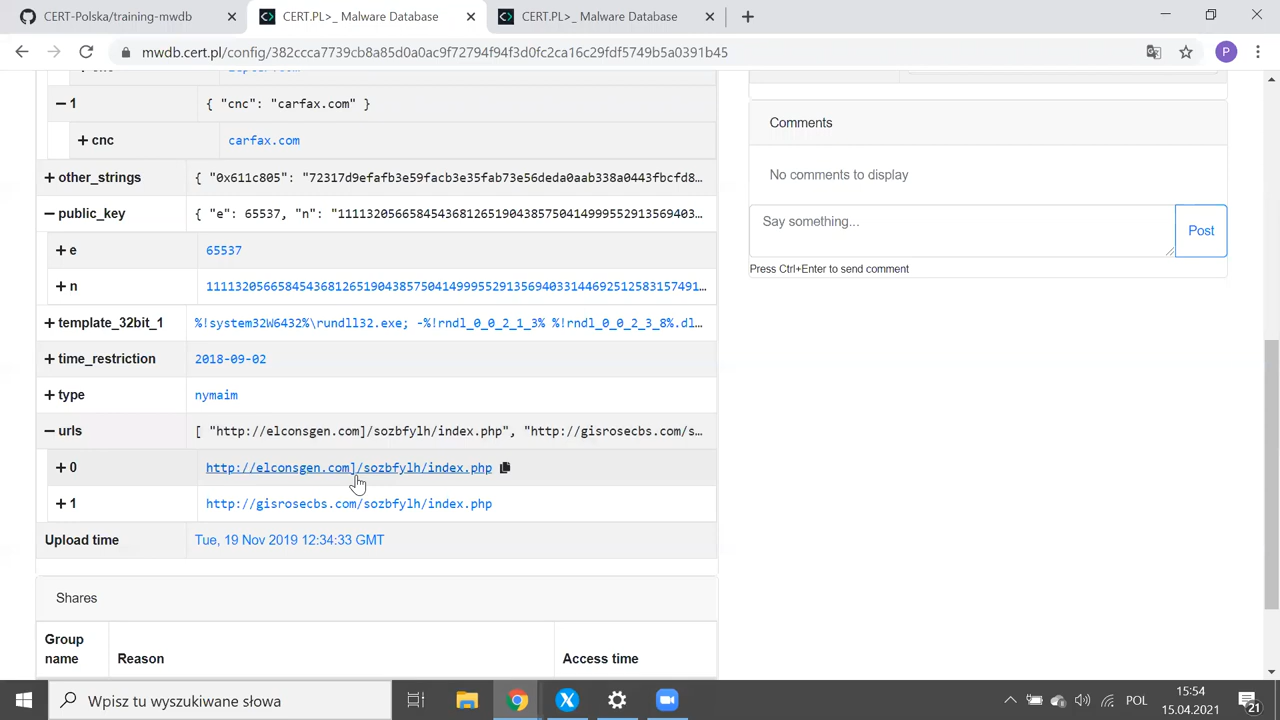 CERT-Polska/training-mwdb
CERT.PL>_ Malware Database
CERT.PL>_ Malware Database
mwdb.cert.pl/config/382ccca7739cb8a85d0a0ac9f72794f94f3d0fc2ca16c29fdf5749b5a0391b45
P
1 { "cnc": "carfax.com" }
cnc carfax.com
other_strings { "0x611c805": "72317d9efafb3e59facb3e35fab73e56deda0aab338a0443fbcfd8…
public_key { "e": 65537, "n": "1111320566584543681265190438575041499955291356940 3…
e 65537
n 11113205665845436812651904385750414999552913569403314469251258315 7491…
template_32bit_1 %!system32W6432%\rundll32.exe; -%!rndl_0_0_2_1_3% %!rndl_0_0_2_3_8%.dl…
time_restriction 2018-09-02
type nymaim
urls [ "http://elconsgen.com]/sozbfylh/index.php", "http://gisrosecbs.com/s…
0 http://elconsgen.com]/sozbfylh/index.php
1 http://gisrosecbs.com/sozbfylh/index.php
Upload time Tue, 19 Nov 2019 12:34:33 GMT
Shares
Group name Reason Access time
Comments
No comments to display
Say something...
Post
Press Ctrl+Enter to send comment
Wpisz tu wyszukiwane słowa
POL
15:54
15.04.2021
21